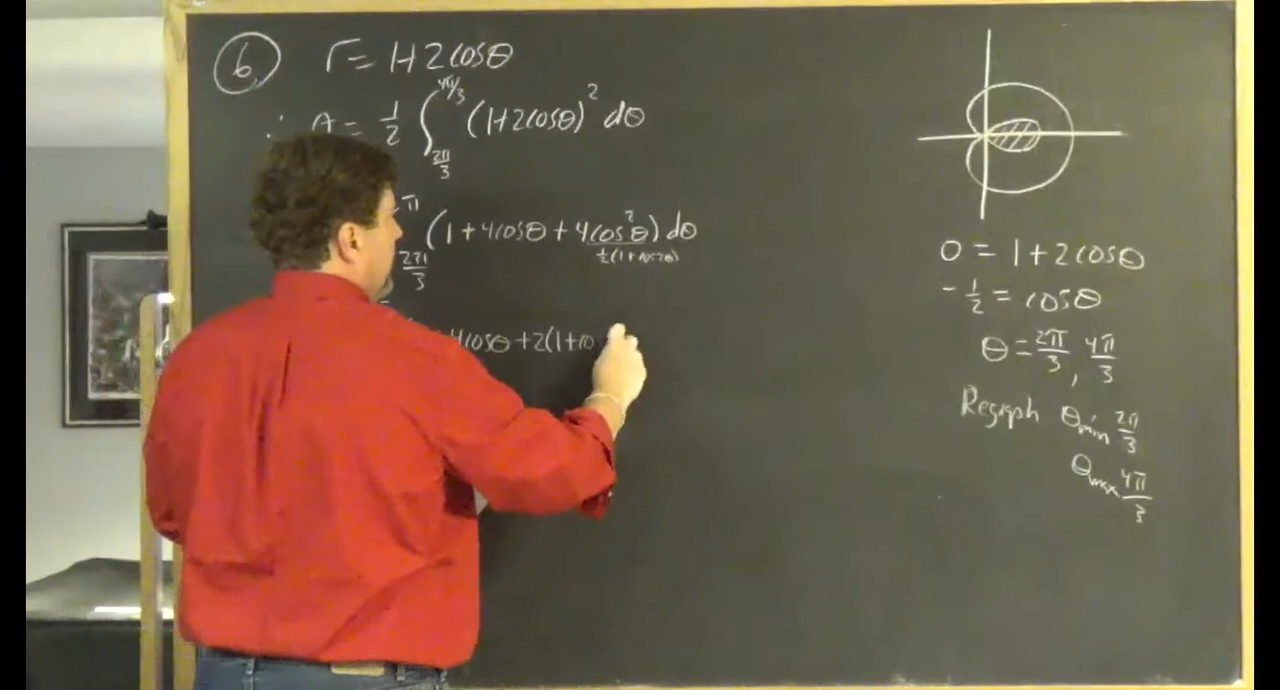 6 r = 1+2cosθ
∴ A = 1/2 ∫_{2π/3}^{4π/3} (1+2cosθ)² dθ
π 2π/3 (1+4cosθ+4cos²θ) dθ
1/2(1+cos2θ)
4cosθ+2(1+co
0 = 1+2cosθ
-1/2 = cosθ
θ = 2π/3, 4π/3
Regraph θmin 2π/3
θmax 4π/3